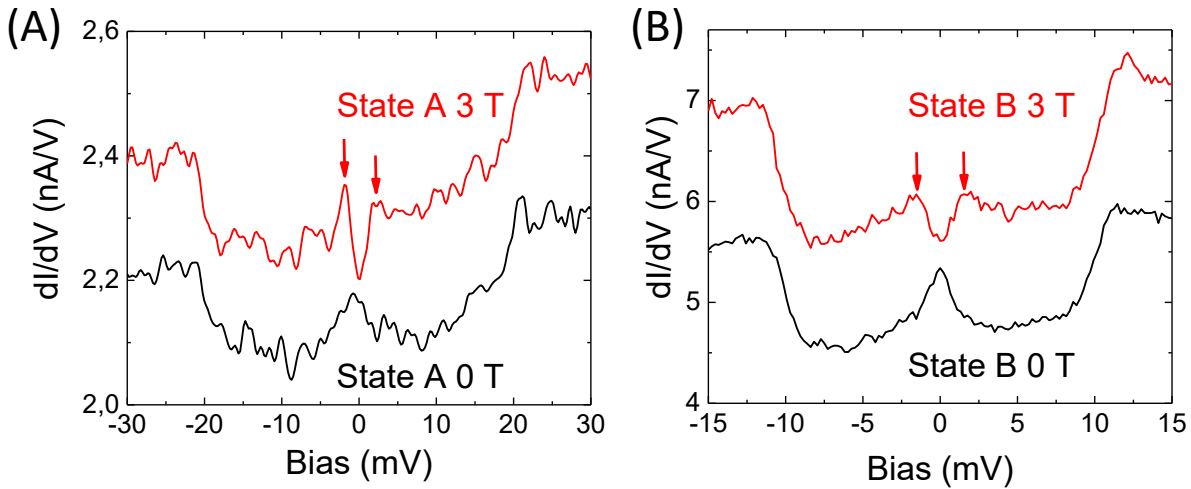 (A)
2,6
2,4
2,2
2,0
dI/dV (nA/V)
State A 3 T
State A 0 T
-30 -20 -10 0 10 20 30
Bias (mV)
(B)
7
6
5
4
dI/dV (nA/V)
State B 3 T
State B 0 T
-15 -10 -5 0 5 10 15
Bias (mV)